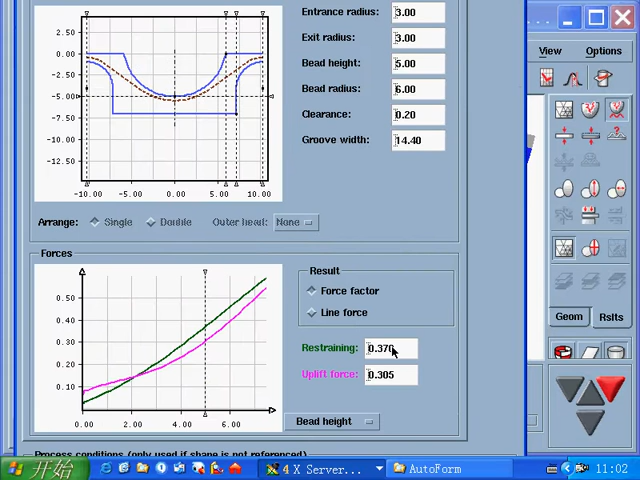 Entrance radius: 3.00
2.50
Exit radius: 3.00
0.00
Bead height: 5.00
-2.50
Bead radius: 6.00
-5.00
Clearance: 0.20
-7.50
Groove width: 14.40
-10.00
-12.50
-10.00 -5.00 0.00 5.00 10.00
Arrange: Single Double Outer bead: None
View Options
Forces
Result
0.50
Force factor
0.40
Line force
0.30
Restraining: 0.370
0.20
Uplift force: 0.305
0.10
0.00 2.00 4.00 6.00
Bead height
Geom Rslts
Process conditions (only used if shape is not referenced)
开始 4 X Server... AutoForm 11:02